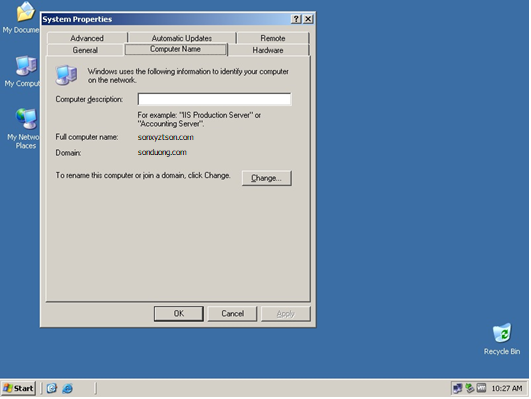 My Docume
My Comput
My Netwo
Places
System Properties
Advanced
Automatic Updates
Remote
General
Computer Name
Hardware
Windows uses the following information to identify your computer
on the network.
Computer description:
For example: "IIS Production Server" or
"Accounting Server".
Full computer name:
sonxyztson.com
Domain:
sonduong.com
To rename this computer or join a domain, click Change.
Change...
OK
Cancel
Apply
Recycle Bin
Start
10:27 AM